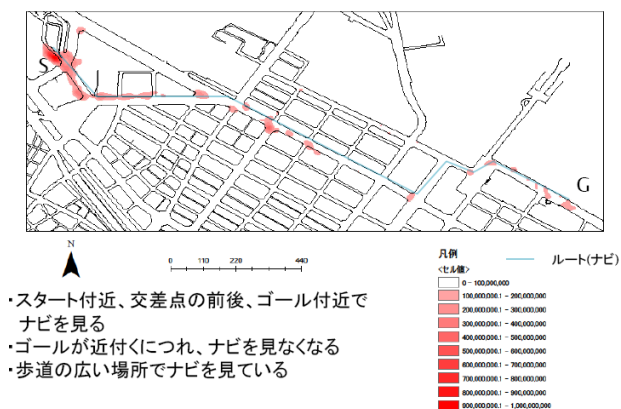 S
G
N
0 110 220 440
凡例
<セル値>
ルート(ナビ)
0 - 100,000,000
100,000,000.1 - 200,000,000
200,000,000.1 - 300,000,000
300,000,000.1 - 400,000,000
400,000,000.1 - 500,000,000
500,000,000.1 - 600,000,000
600,000,000.1 - 700,000,000
700,000,000.1 - 800,000,000
800,000,000.1 - 900,000,000
900,000,000.1 - 1,000,000,000
・スタート付近、交差点の前後、ゴール付近で
ナビを見る
・ゴールが近付くにつれ、ナビを見なくなる
・歩道の広い場所でナビを見ている